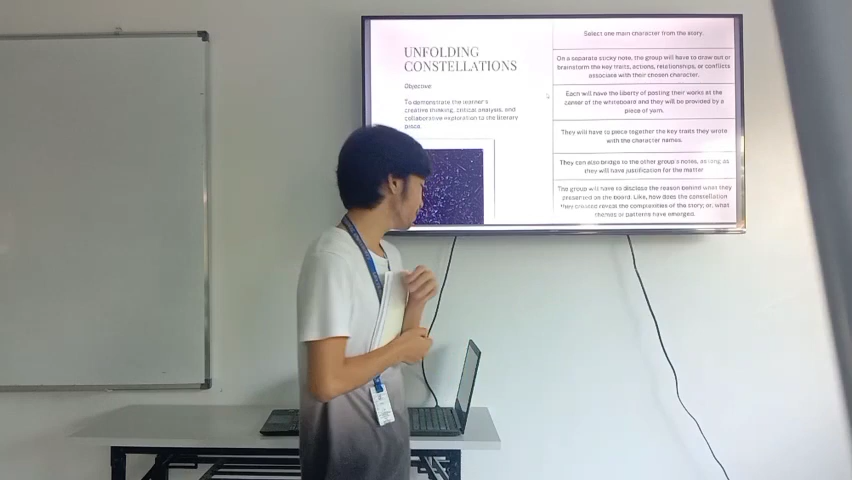 UNFOLDING
CONSTELLATIONS
Objective
To demonstrate the learner's
creative thinking, critical analysis, and
collaborative exploration to the literary
piece.
Select one main character from the story.
On a separate sticky note, the group will have to draw out or
brainstorm the key traits, actions, relationships, or conflicts
associate with their chosen character.
Each will have the liberty of posting their works at the
center of the whiteboard and they will be provided by a
piece of yarn.
They will have to piece together the key traits they wrote
with the character names.
They can also bridge to the other group's notes, as long as
they will have justification for the matter
The group will have to disclose the reason behind what they
presented on the board. Like, how does the constellation
they created reveal the complexities of the story; or, what
themes or patterns have emerged.